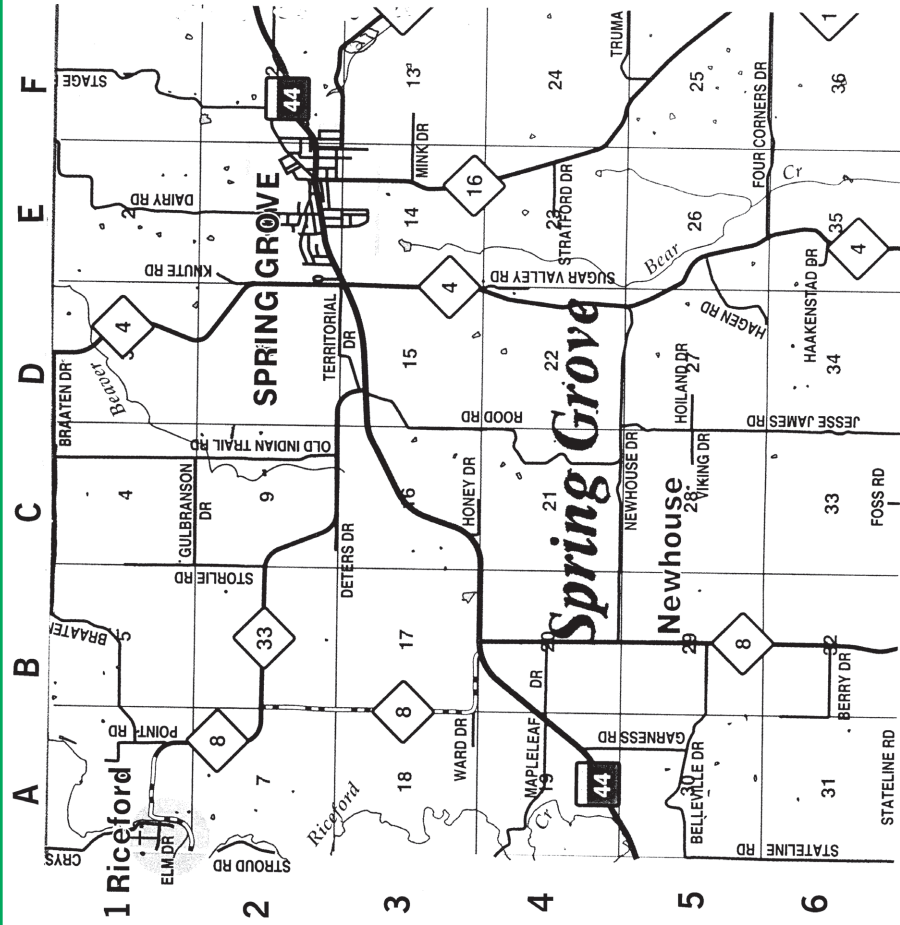 F
E
D
C
B
A
1
2
3
4
5
6
STAGE
44
13
24
TRUMA
25
36
1
DAIRY RD
MINK DR
16
STRATFORD DR
FOUR CORNERS DR
Cr
SPRING GROVE
14
23
26
35
KNUTE RD
4
SUGAR VALLEY RD
Bear
4
HAGEN RD
HAAKENSTAD DR
4
BRAATEN DR
Beaver
TERRITORIAL
DR
15
22
HOILAND DR
27
34
OLD INDIAN TRAIL RD
ROOD RD
Spring Grove
JESSE JAMES RD
4
GULBRANSON
DR
9
16
HONEY DR
21
NEWHOUSE DR
VIKING DR
28
33
FOSS RD
STORLIE RD
DETERS DR
Newhouse
BRAATEN
5
33
17
20
29
8
32
POINT RD
8
8
WARD DR
MAPLELEAF
DR
GARNESS RD
BERRY DR
Riceford
7
18
Riceford
Cr
19
44
30
BELLEVILLE DR
31
STATELINE RD
CRYS
ELM DR
STROUD RD
STATELINE
RD